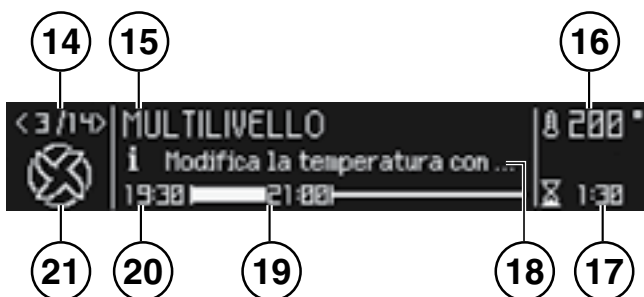 14 15 16
<3/14> MULTILIVELLO 200°
i Modifica la temperatura con ...
19:30 21:00 1:30
21 20 19 18 17